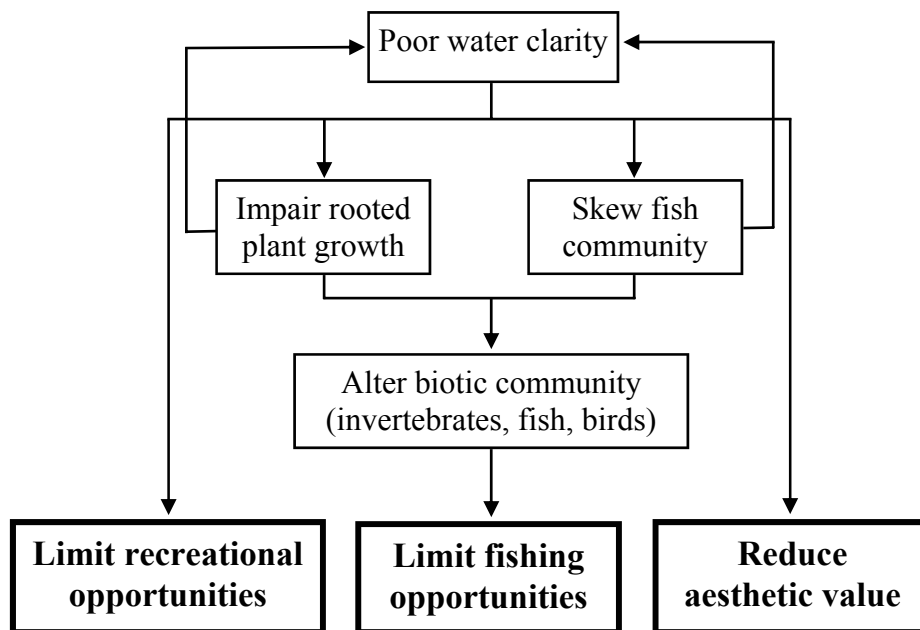 Poor water clarity
Impair rooted
plant growth
Skew fish
community
Alter biotic community
(invertebrates, fish, birds)
Limit recreational
opportunities
Limit fishing
opportunities
Reduce
aesthetic value